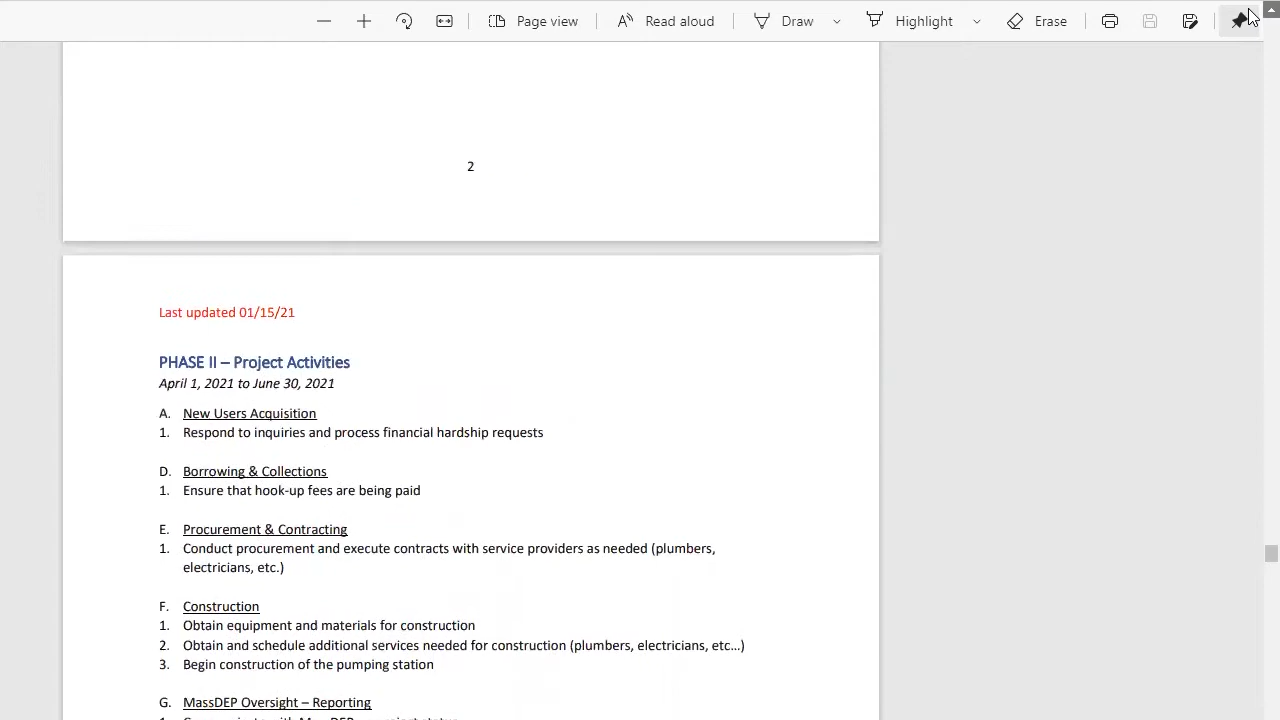 Page view
Read aloud
Draw
Highlight
Erase
2
Last updated 01/15/21
PHASE II – Project Activities
April 1, 2021 to June 30, 2021
A. New Users Acquisition
1. Respond to inquiries and process financial hardship requests
D. Borrowing & Collections
1. Ensure that hook-up fees are being paid
E. Procurement & Contracting
1. Conduct procurement and execute contracts with service providers as needed (plumbers,
electricians, etc.)
F. Construction
1. Obtain equipment and materials for construction
2. Obtain and schedule additional services needed for construction (plumbers, electricians, etc...)
3. Begin construction of the pumping station
G. MassDEP Oversight – Reporting